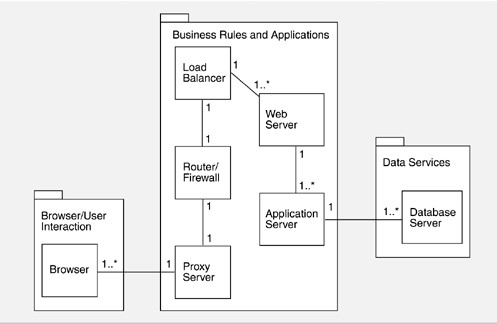 Business Rules and Applications
Load
Balancer
1
1..*
1
Web
Server
1
1
Router/
Firewall
1..*
1
Application
Server
1
1..*
Data Services
Database
Server
Browser/User
Interaction
Browser
1..*
1
1
Proxy
Server